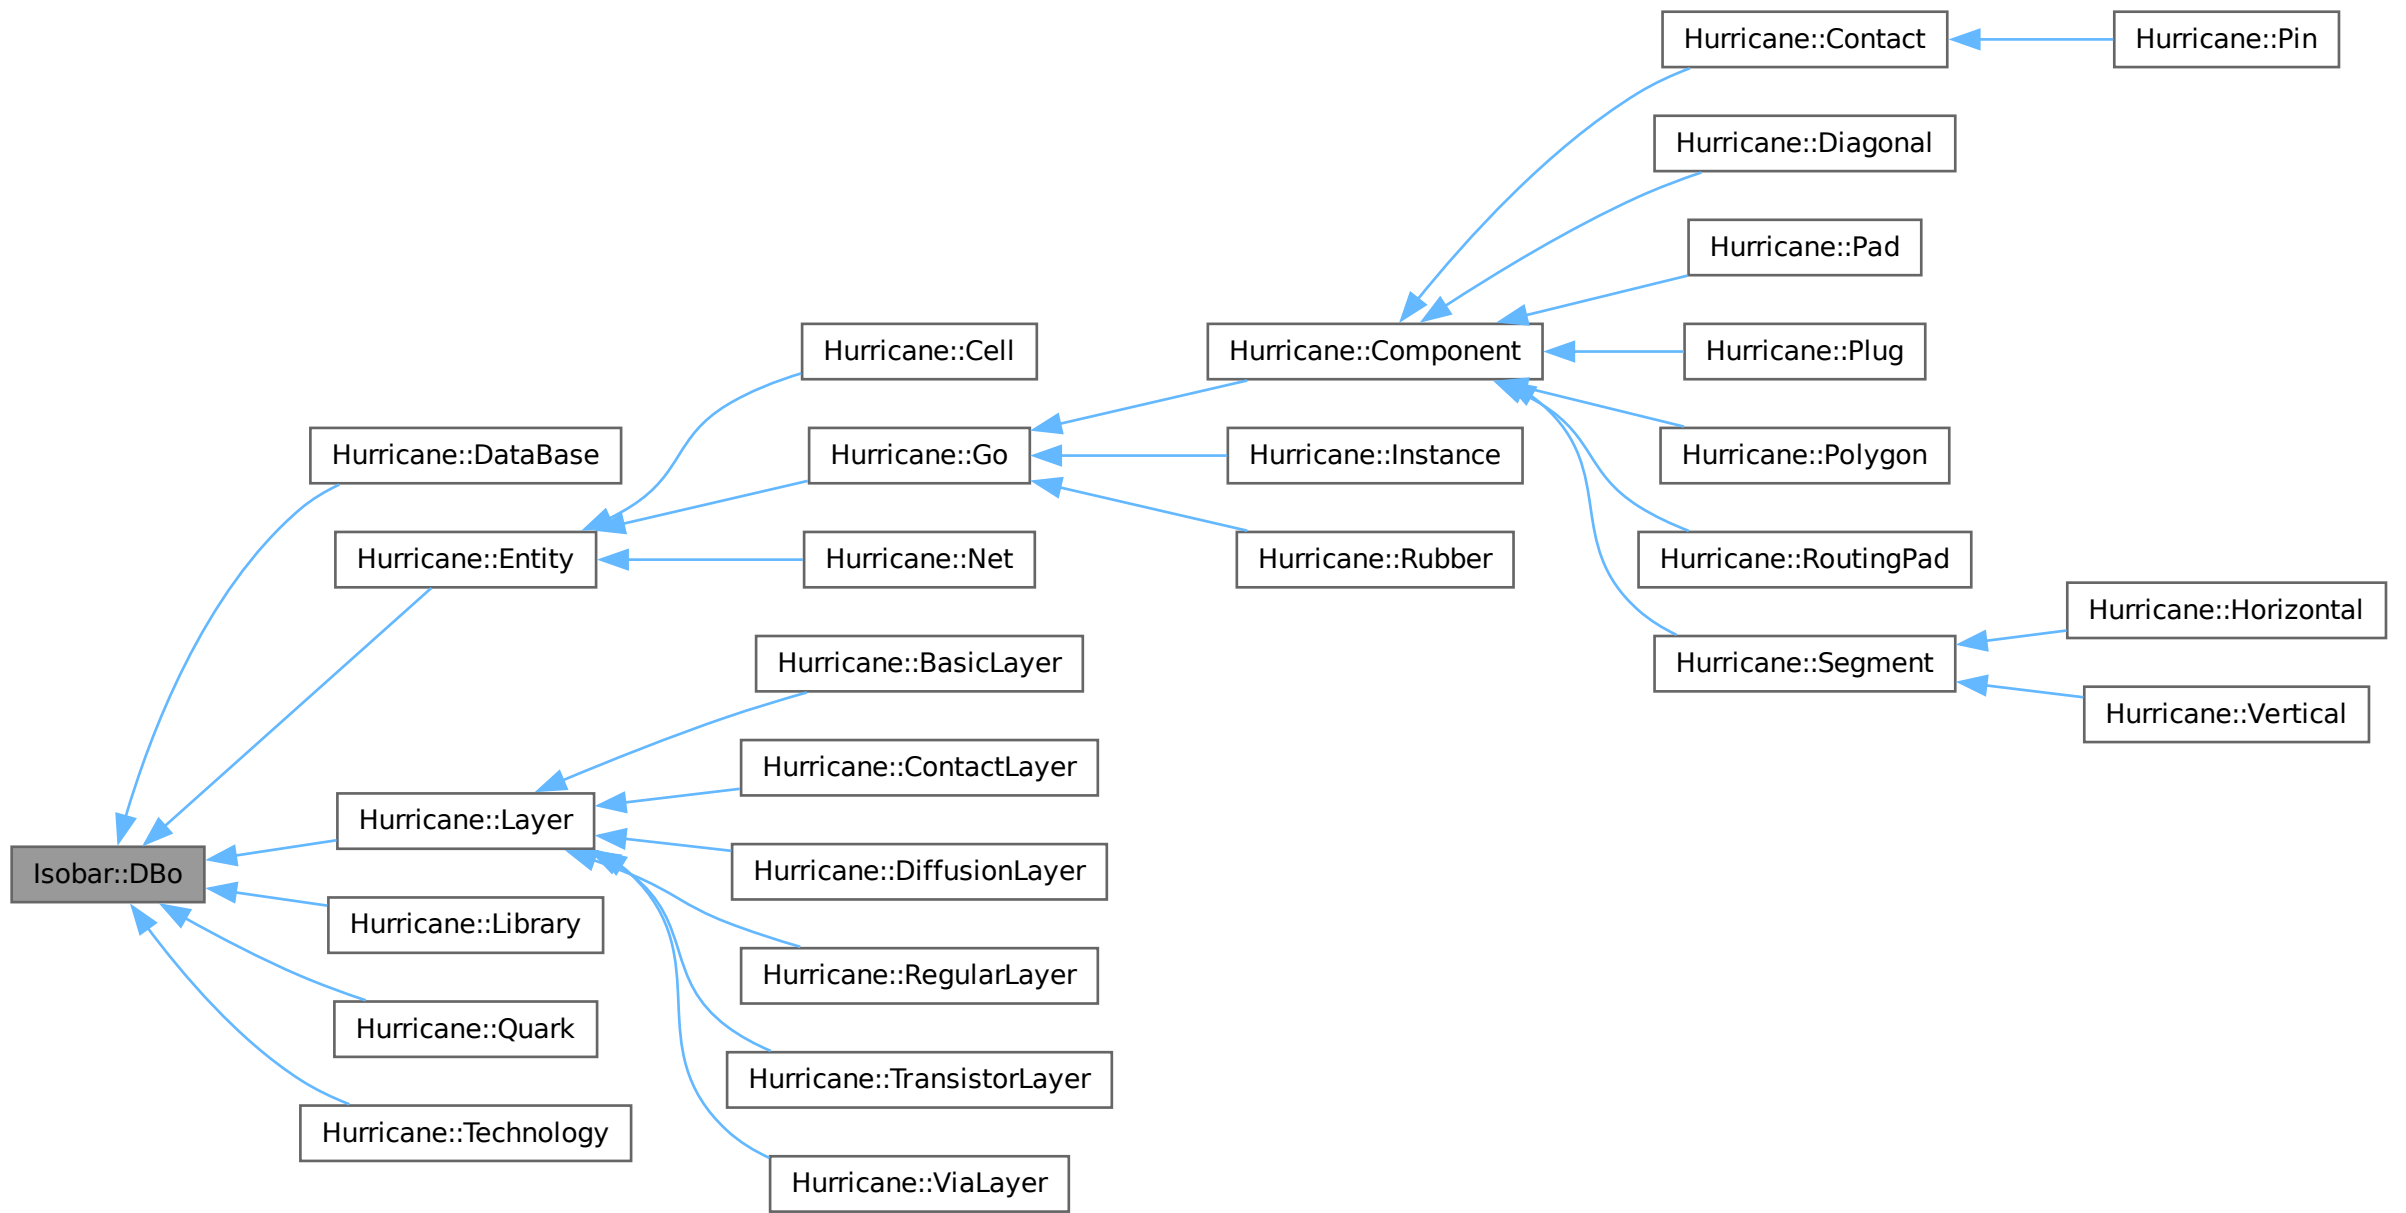 Hurricane::Contact
Hurricane::Pin
Hurricane::Diagonal
Hurricane::Pad
Hurricane::Cell
Hurricane::Component
Hurricane::Plug
Hurricane::DataBase
Hurricane::Go
Hurricane::Instance
Hurricane::Polygon
Hurricane::Entity
Hurricane::Net
Hurricane::Rubber
Hurricane::RoutingPad
Hurricane::Horizontal
Hurricane::BasicLayer
Hurricane::Segment
Hurricane::Vertical
Hurricane::ContactLayer
Hurricane::Layer
Isobar::DBo
Hurricane::DiffusionLayer
Hurricane::Library
Hurricane::RegularLayer
Hurricane::Quark
Hurricane::TransistorLayer
Hurricane::Technology
Hurricane::ViaLayer